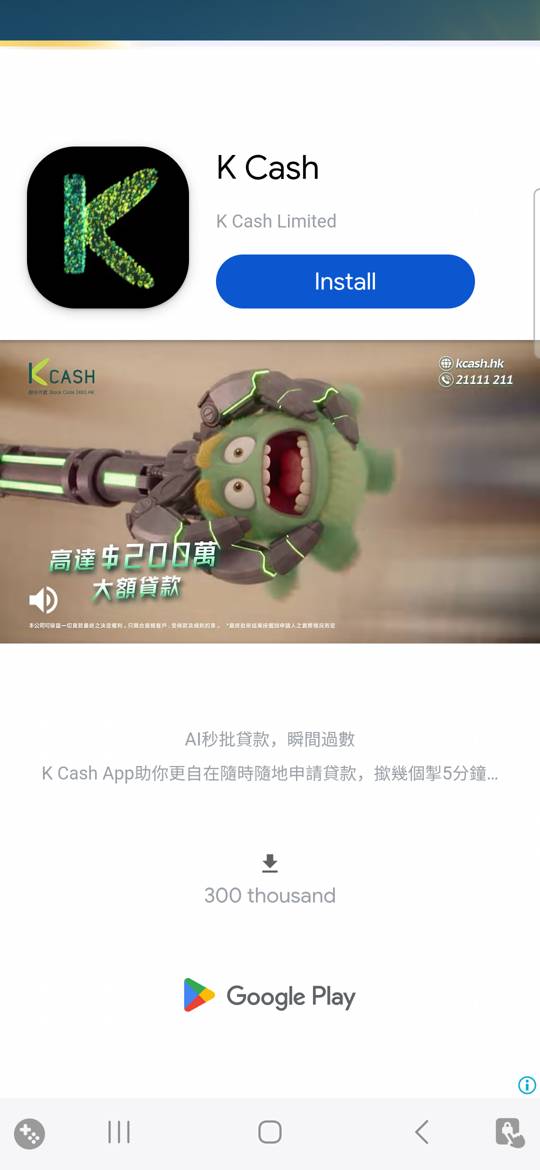 K Cash
K Cash Limited
Install
K CASH
kcash.hk
21111 211
高達$200萬
大額貸款
AI秒批貸款，瞬間過數
K Cash App助你更自在隨時隨地申請貸款，撳幾個掣5分鐘...
300 thousand
Google Play